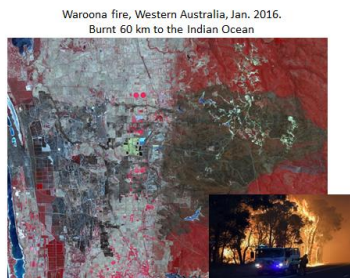 Waroona fire, Western Australia, Jan. 2016.
Burnt 60 km to the Indian Ocean